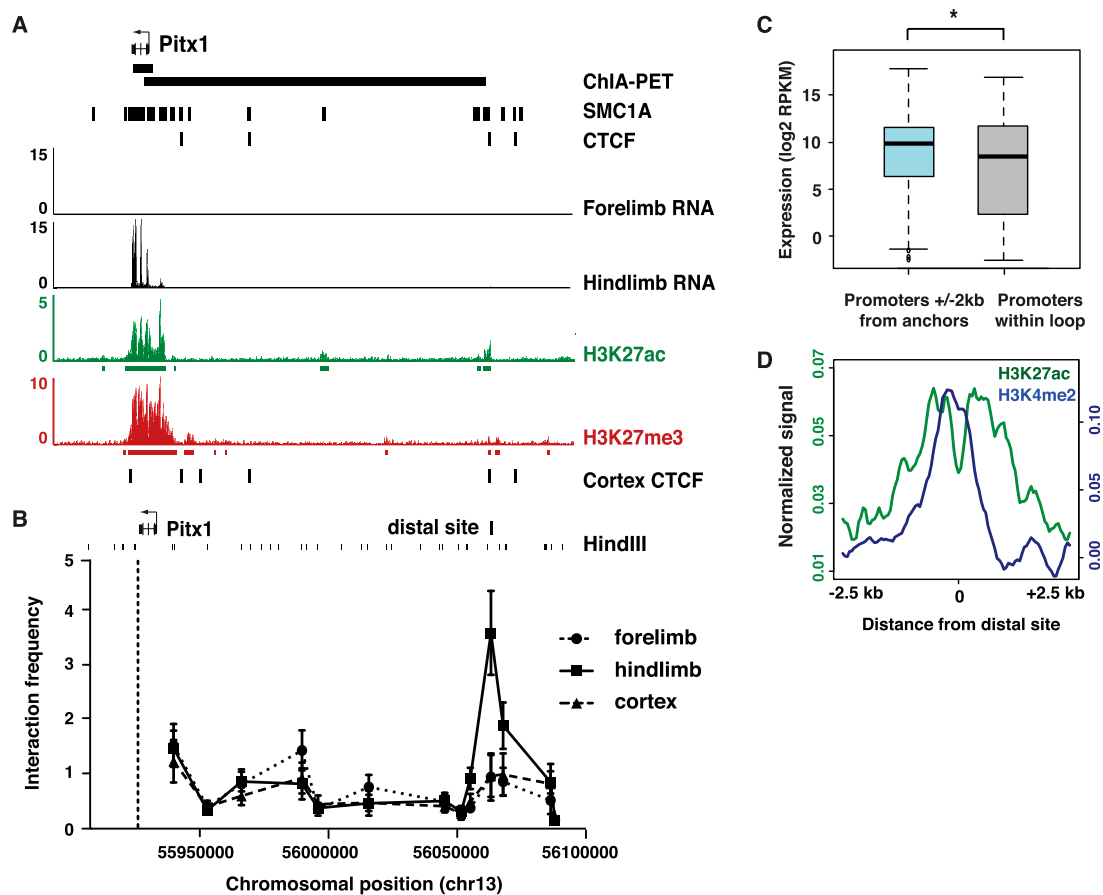 A
Pitx1
ChIA-PET
SMC1A
CTCF
15
0
Forelimb RNA
15
0
Hindlimb RNA
5
0
H3K27ac
10
0
H3K27me3
Cortex CTCF
B
Pitx1
distal site
HindIII
Interaction frequency
5
4
3
2
1
0
forelimb
hindlimb
cortex
55950000
56000000
56050000
56100000
Chromosomal position (chr13)
C
*
Expression (log2 RPKM)
15
10
5
0
Promoters +/-2kb
from anchors
Promoters
within loop
D
Normalized signal
0.07
0.05
0.03
0.01
H3K27ac
H3K4me2
0.10
0.05
0.00
-2.5 kb
0
+2.5 kb
Distance from distal site